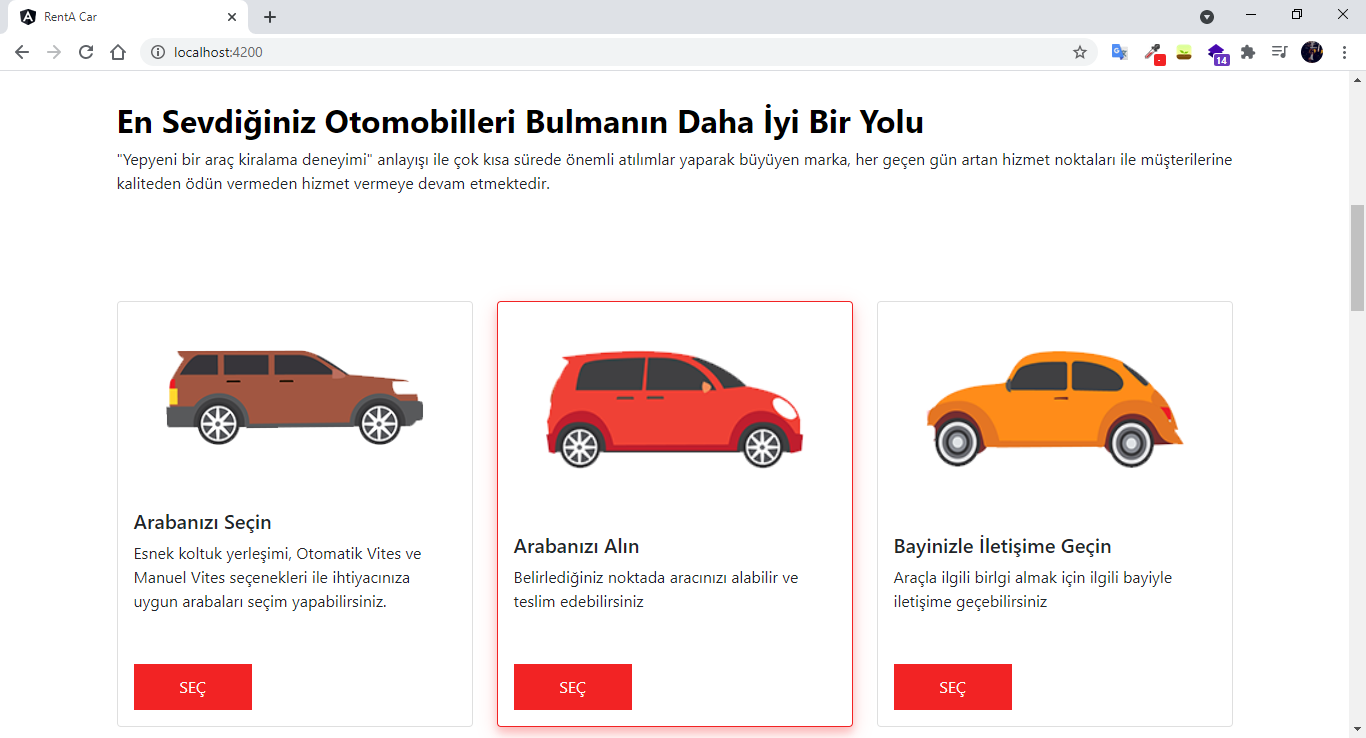 RentA Car
localhost:4200
14
En Sevdiğiniz Otomobilleri Bulmanın Daha İyi Bir Yolu
"Yepyeni bir araç kiralama deneyimi" anlayışı ile çok kısa sürede önemli atılımlar yaparak büyüyen marka, her geçen gün artan hizmet noktaları ile müşterilerine
kaliteden ödün vermeden hizmet vermeye devam etmektedir.
Arabanızı Seçin
Esnek koltuk yerleşimi, Otomatik Vites ve
Manuel Vites seçenekleri ile ihtiyacınıza
uygun arabaları seçim yapabilirsiniz.
SEÇ
Arabanızı Alın
Belirlediğiniz noktada aracınızı alabilir ve
teslim edebilirsiniz
SEÇ
Bayinizle İletişime Geçin
Araçla ilgili birlgi almak için ilgili bayiyle
iletişime geçebilirsiniz
SEÇ